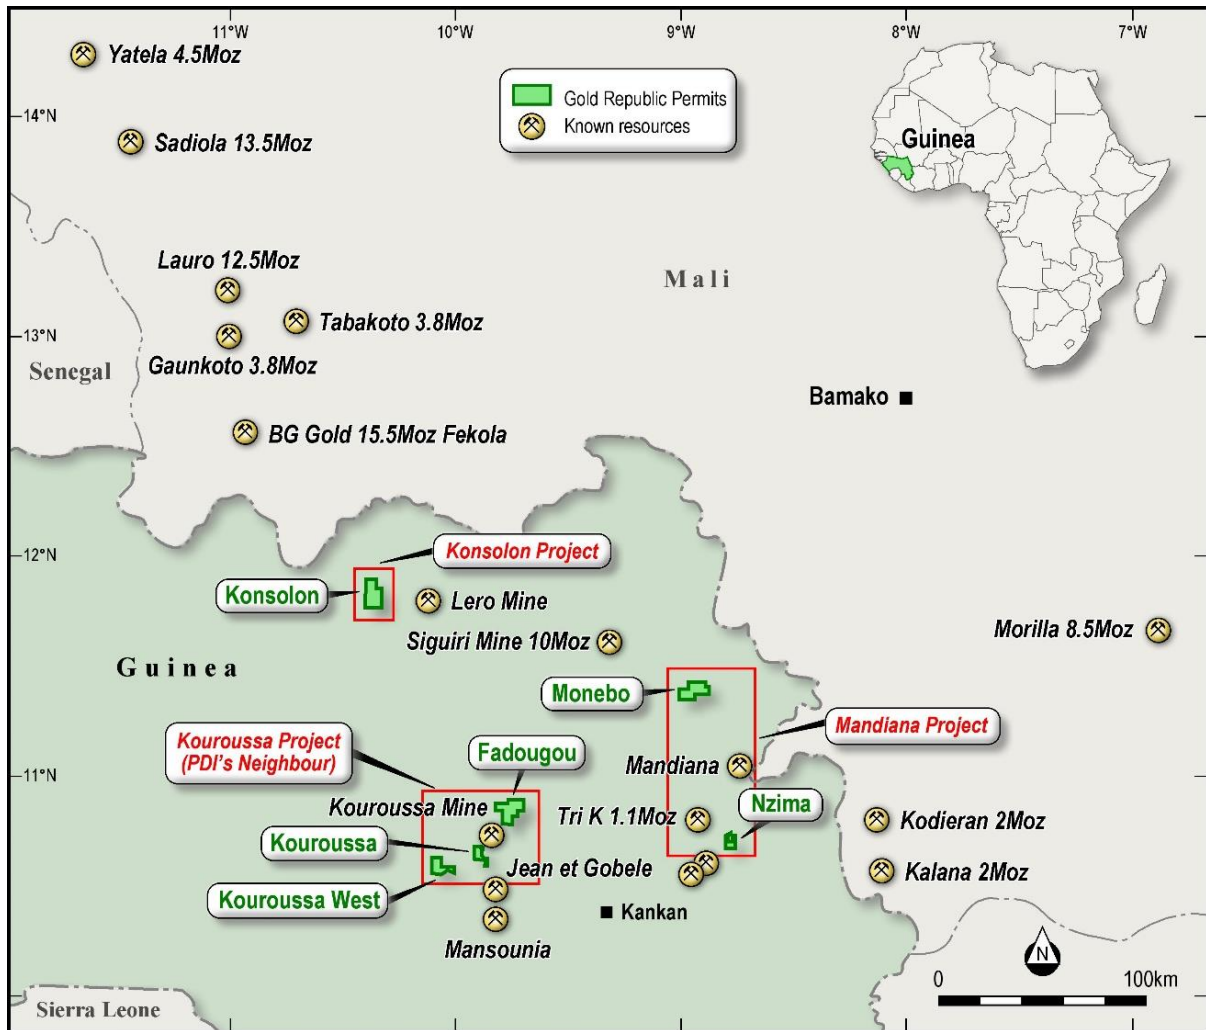 11°W
10°W
9°W
8°W
7°W
Yatela 4.5Moz
Gold Republic Permits
Known resources
14°N
Sadiola 13.5Moz
Guinea
Lauro 12.5Moz
Mali
Tabakoto 3.8Moz
13°N
Gaunkoto 3.8Moz
Senegal
Bamako
BG Gold 15.5Moz Fekola
12°N
Konsolon Project
Konsolon
Lero Mine
Siguiri Mine 10Moz
Morilla 8.5Moz
Guinea
Monebo
Kouroussa Project
(PDI's Neighbour)
Mandiana Project
Fadougou
Mandiana
11°N
Kouroussa Mine
Tri K 1.1Moz
Nzima
Kodieran 2Moz
Kouroussa
Jean et Gobele
Kalana 2Moz
Kouroussa West
Kankan
Mansounia
N
0
100km
Sierra Leone